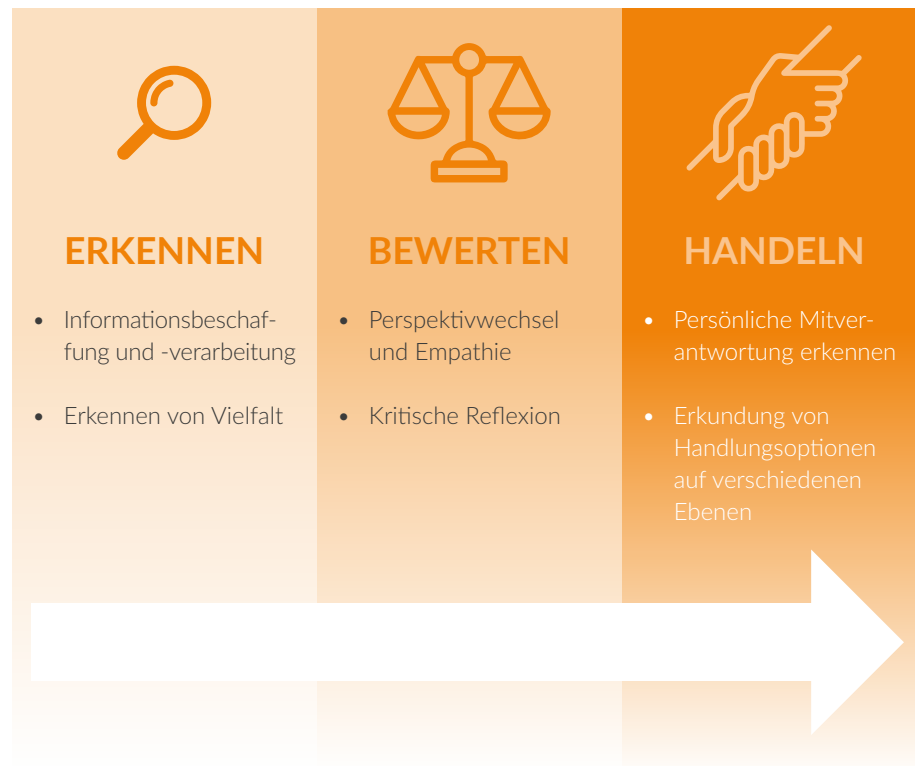 ERKENNEN
• Informationsbeschaf-
fung und -verarbeitung
• Erkennen von Vielfalt
BEWERTEN
• Perspektivwechsel
und Empathie
• Kritische Reflexion
HANDELN
• Persönliche Mitver-
antwortung erkennen
• Erkundung von
Handlungsoptionen
auf verschiedenen
Ebenen